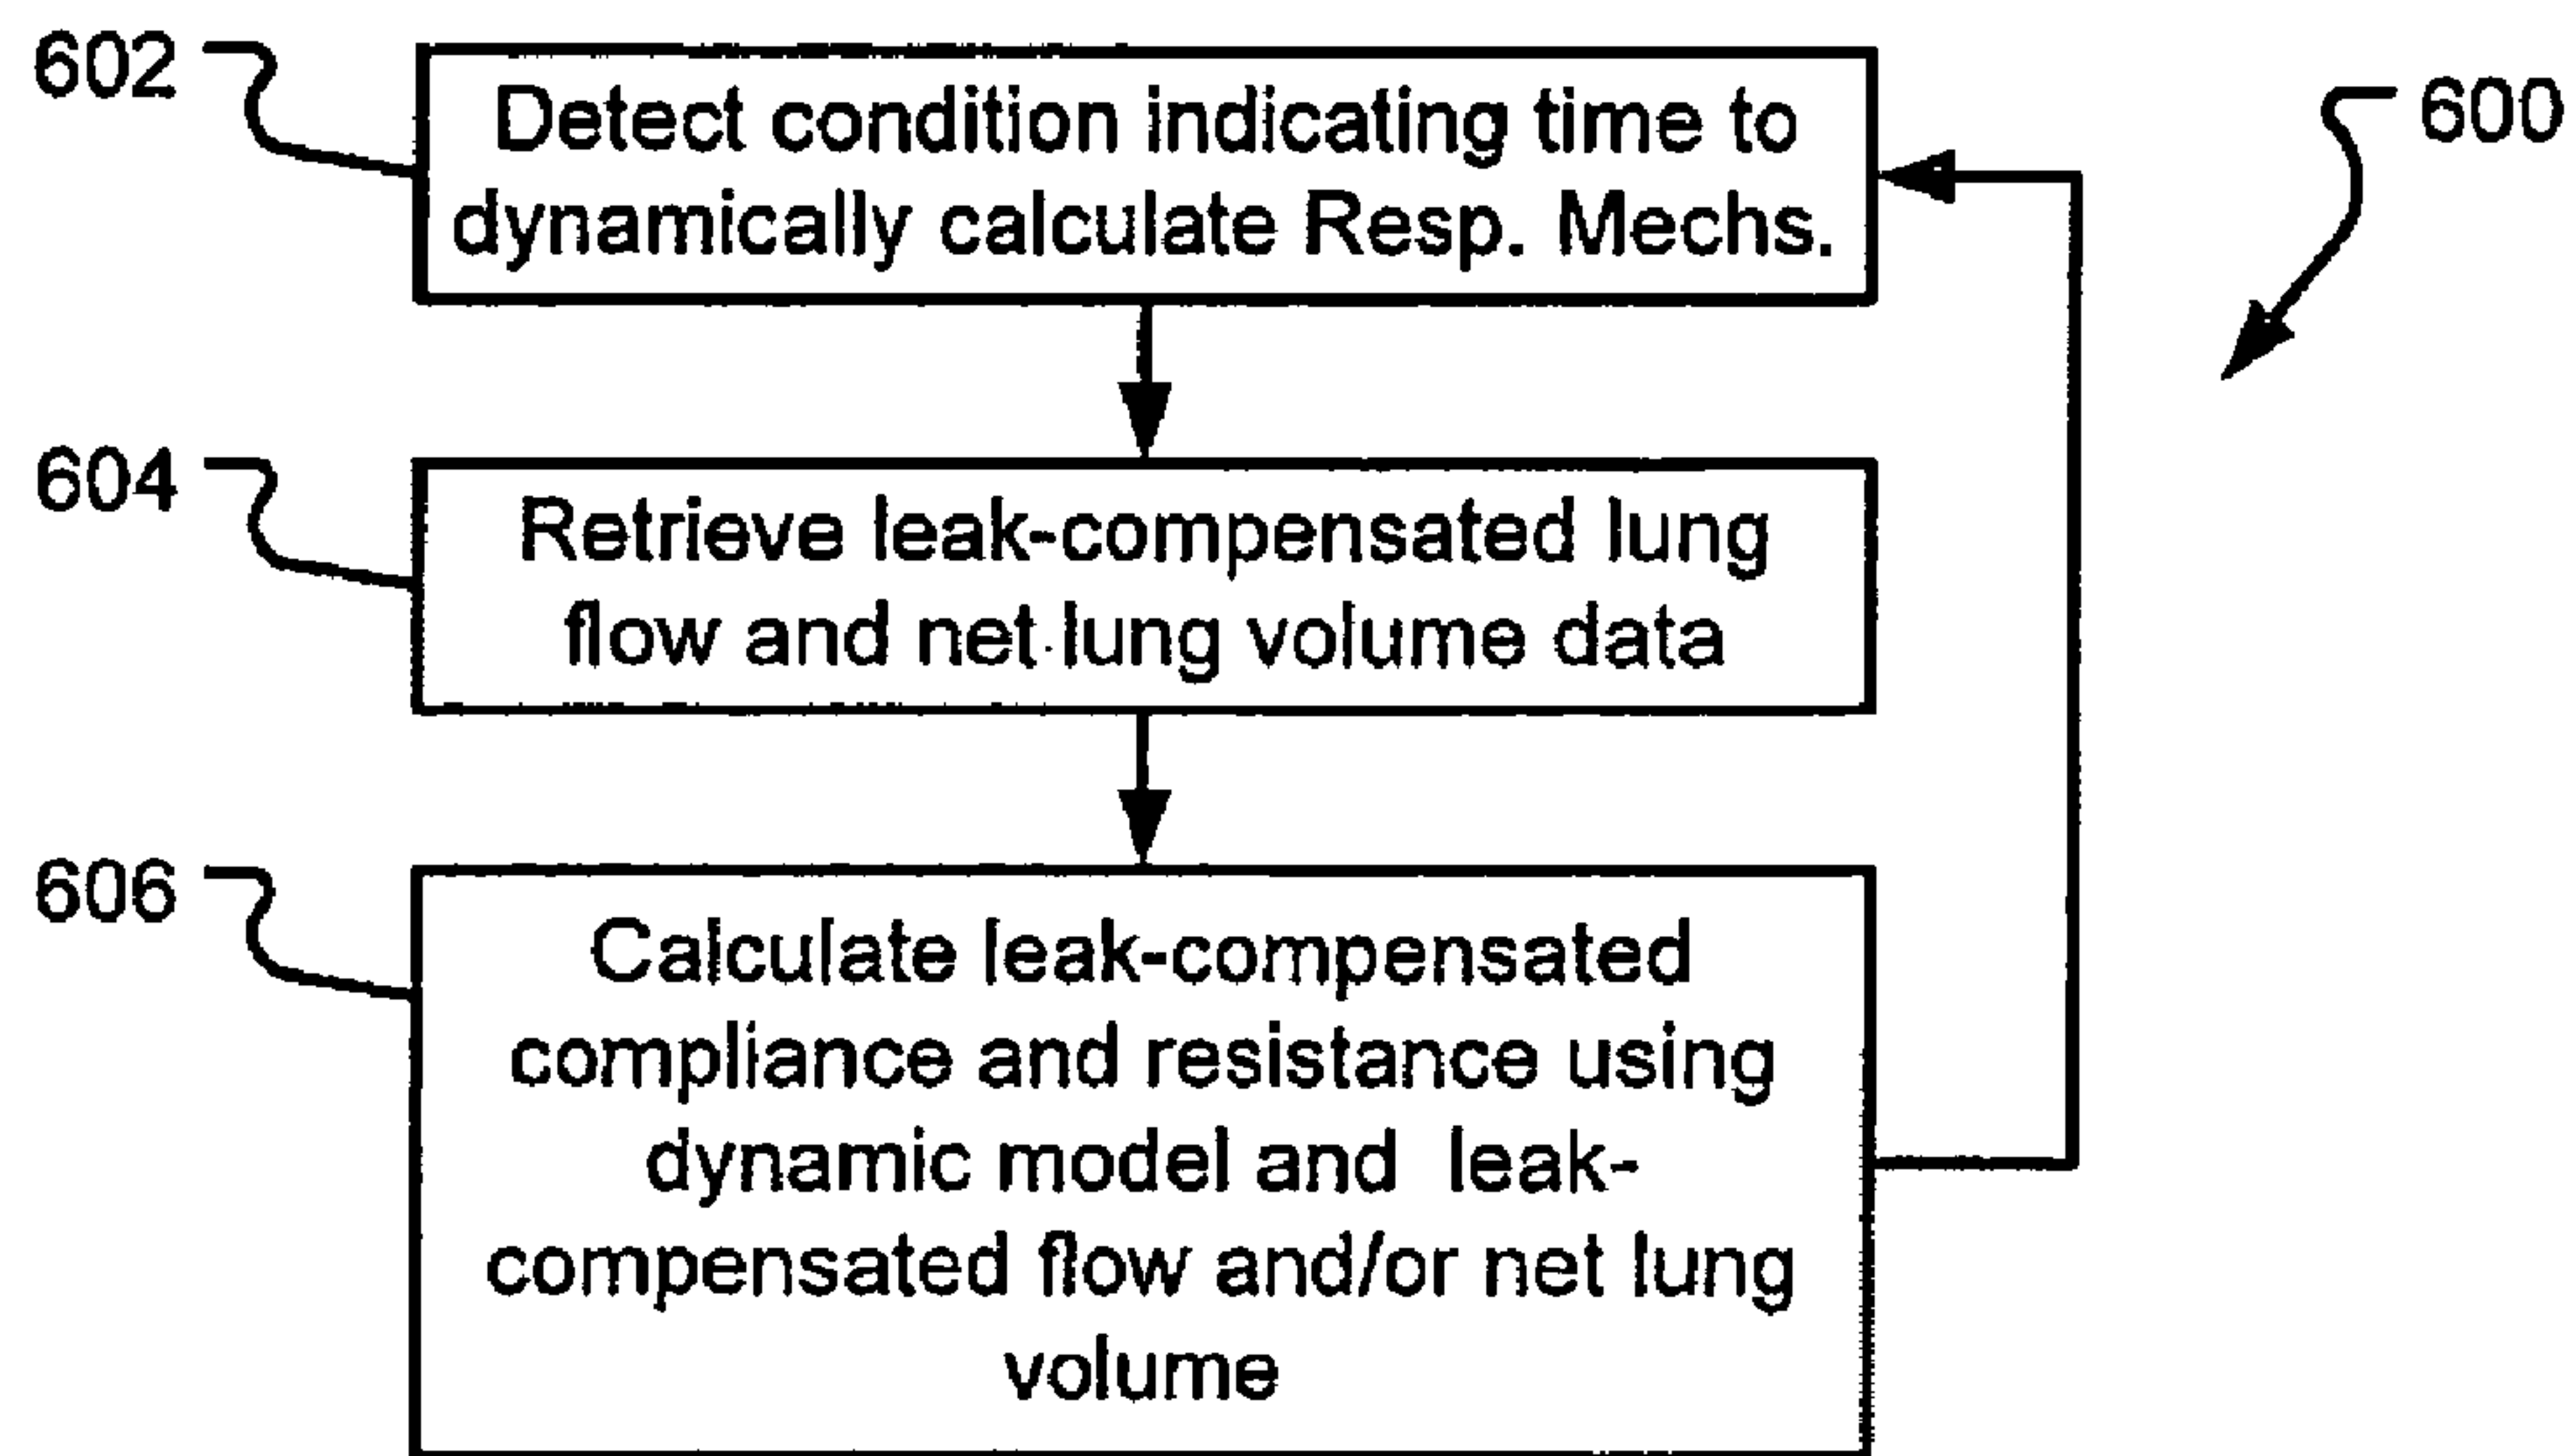 602
Detect condition indicating time to
dynamically calculate Resp. Mechs.
600
604
Retrieve leak-compensated lung
flow and net lung volume data
606
Calculate leak-compensated
compliance and resistance using
dynamic model and leak-
compensated flow and/or net lung
volume